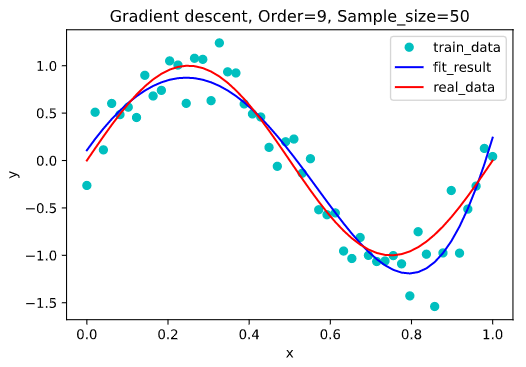 Gradient descent, Order=9, Sample_size=50
train_data
fit_result
real_data
1.0
0.5
0.0
−0.5
−1.0
−1.5
y
0.0 0.2 0.4 0.6 0.8 1.0
x